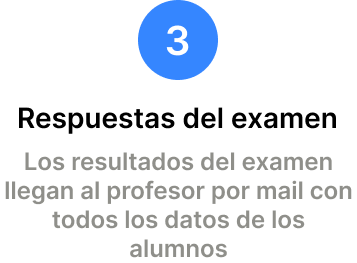 3
Respuestas del examen
Los resultados del examen
llegan al profesor por mail con
todos los datos de los
alumnos